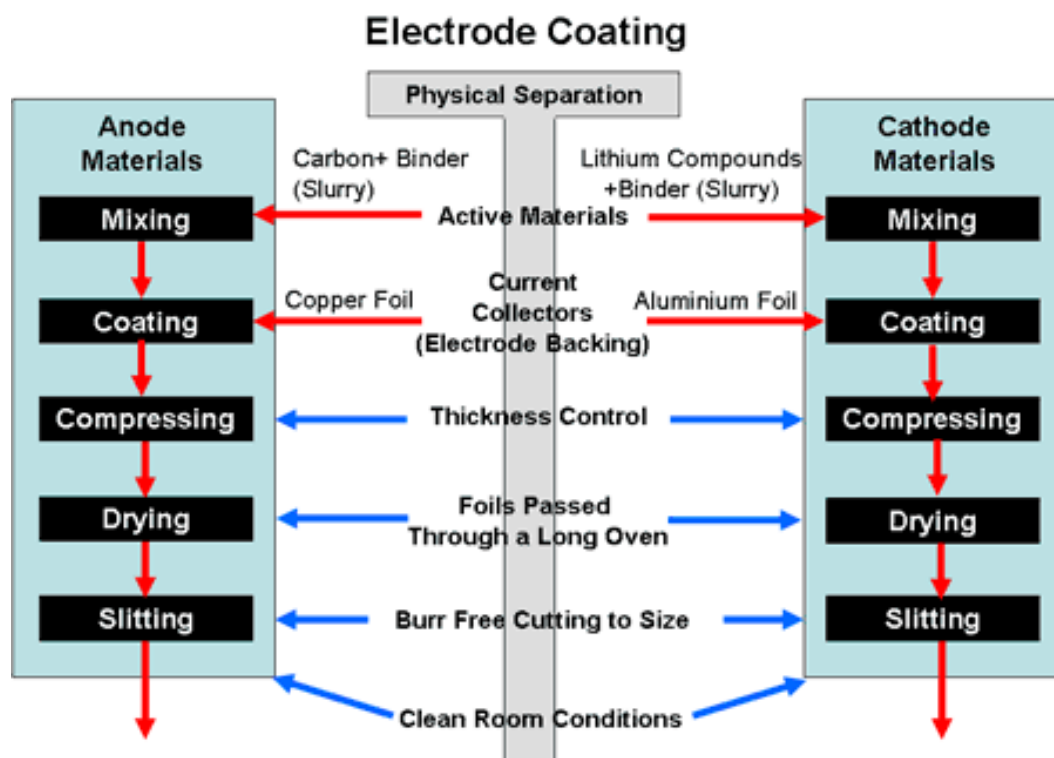 Electrode Coating
Physical Separation
Anode
Materials
Cathode
Materials
Carbon+ Binder
(Slurry)
Lithium Compounds
+Binder (Slurry)
Mixing
Active Materials
Mixing
Copper Foil
Current
Collectors
(Electrode Backing)
Aluminium Foil
Coating
Coating
Compressing
Thickness Control
Compressing
Drying
Foils Passed
Through a Long Oven
Drying
Slitting
Burr Free Cutting to Size
Slitting
Clean Room Conditions